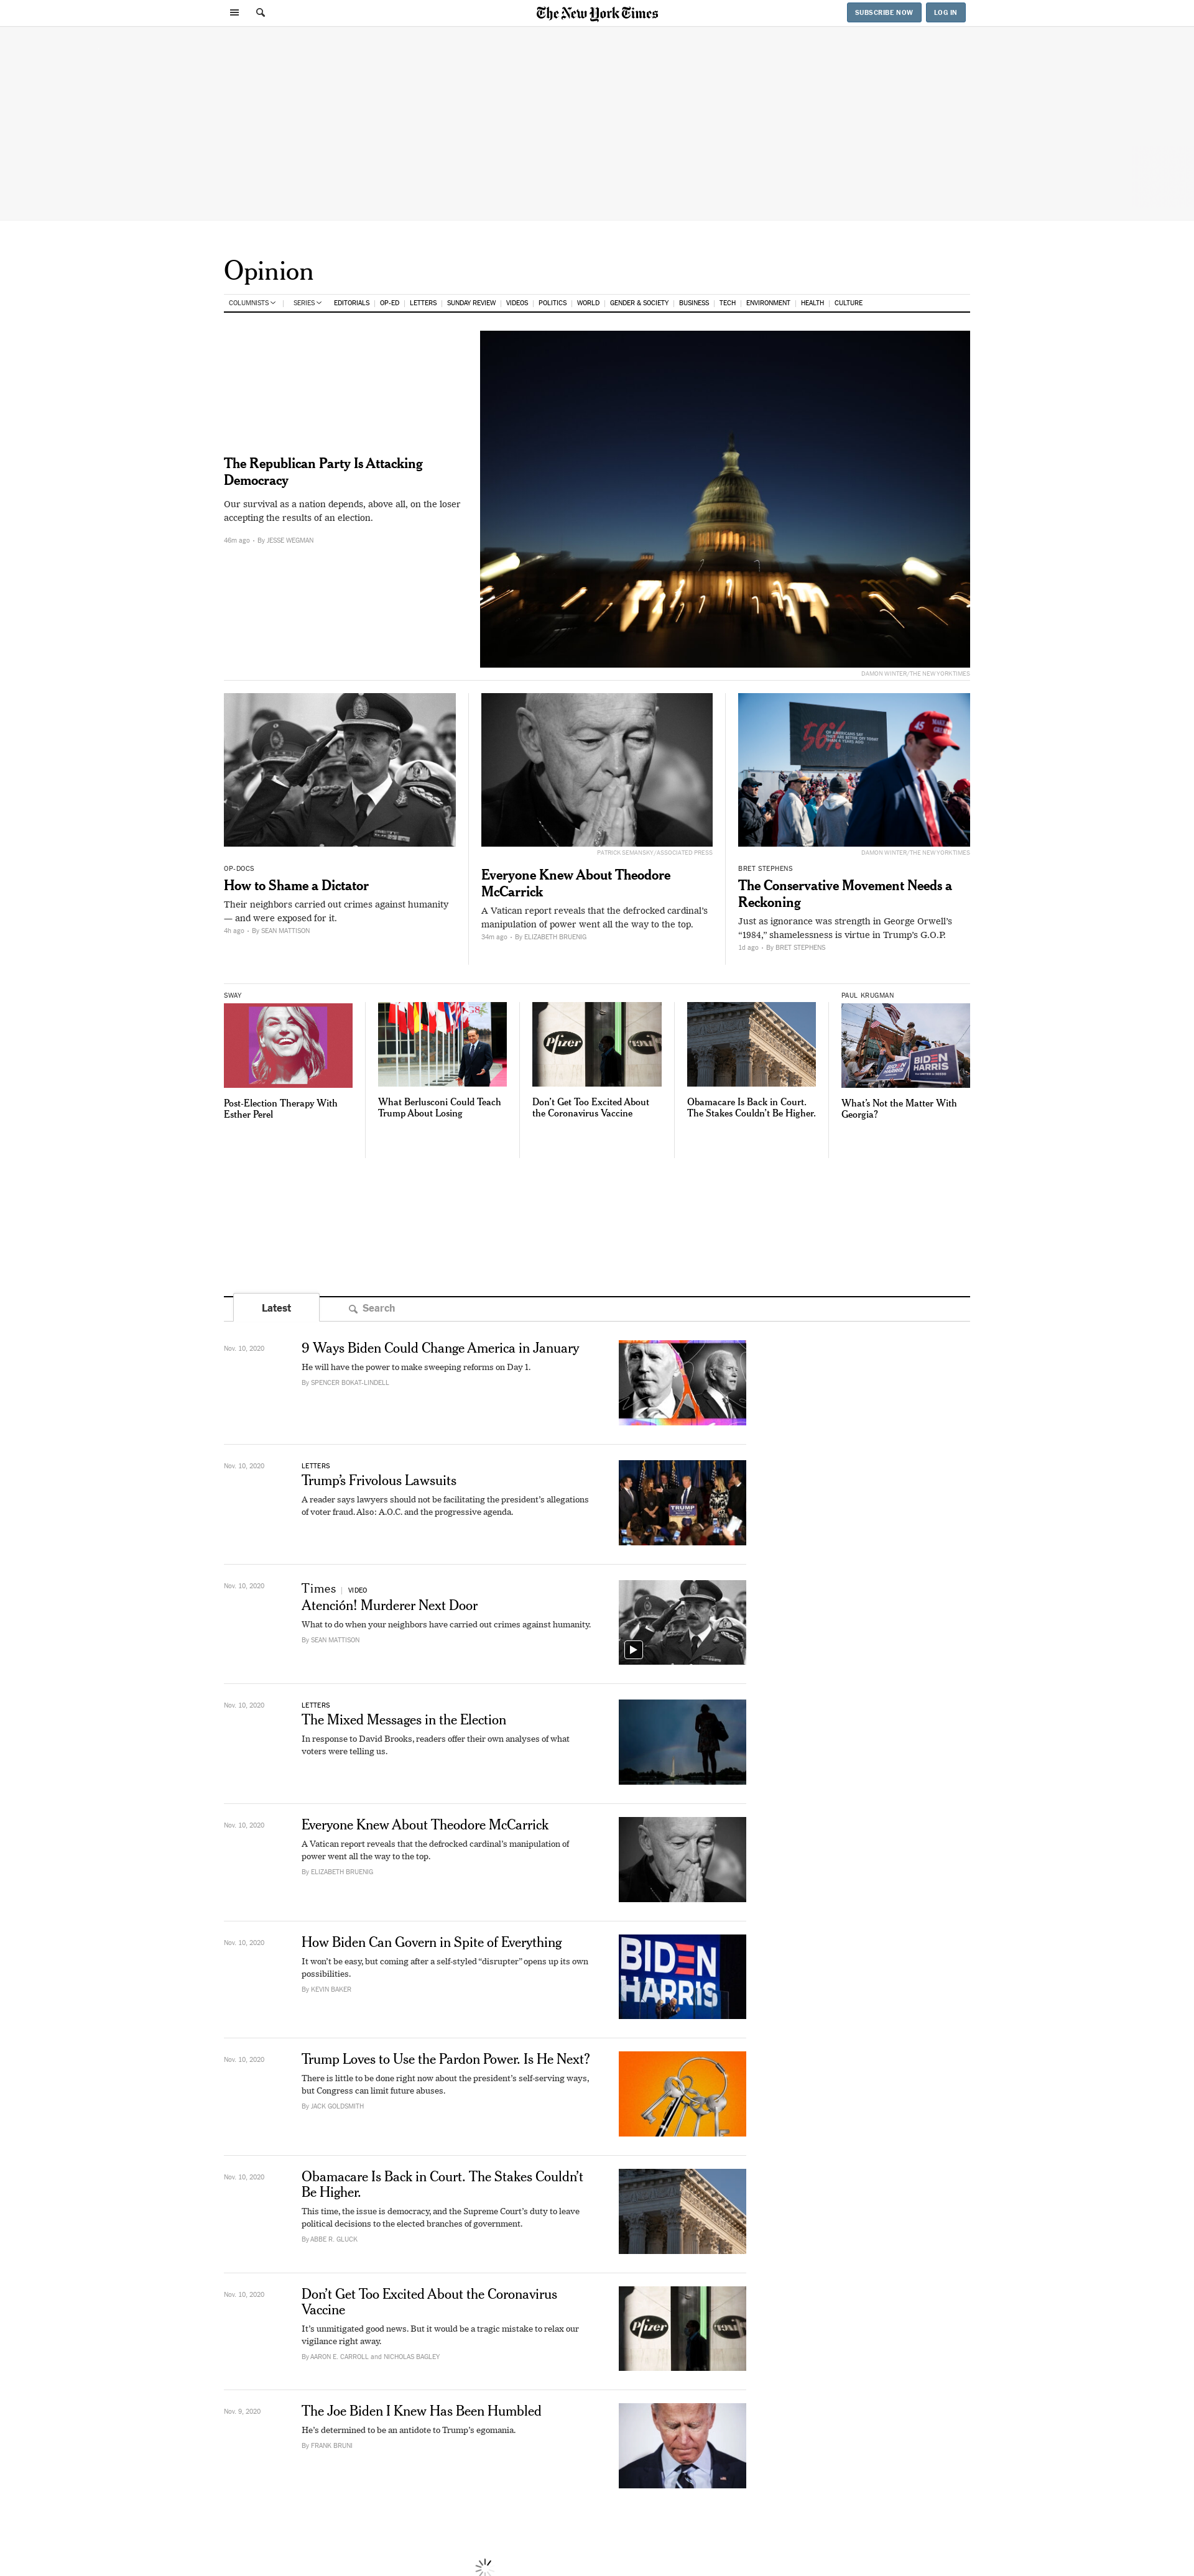 The New York Times
SUBSCRIBE NOW
LOG IN
Opinion
COLUMNISTS
SERIES
EDITORIALS
OP-ED
LETTERS
SUNDAY REVIEW
VIDEOS
POLITICS
WORLD
GENDER & SOCIETY
BUSINESS
TECH
ENVIRONMENT
HEALTH
CULTURE
The Republican Party Is Attacking
Democracy
Our survival as a nation depends, above all, on the loser
accepting the results of an election.
46m ago • By JESSE WEGMAN
DAMON WINTER/THE NEW YORK TIMES
OP-DOCS
How to Shame a Dictator
Their neighbors carried out crimes against humanity
— and were exposed for it.
4h ago • By SEAN MATTISON
PATRICK SEMANSKY/ASSOCIATED PRESS
Everyone Knew About Theodore
McCarrick
A Vatican report reveals that the defrocked cardinal’s
manipulation of power went all the way to the top.
34m ago • By ELIZABETH BRUENIG
56%
45
DAMON WINTER/THE NEW YORK TIMES
BRET STEPHENS
The Conservative Movement Needs a
Reckoning
Just as ignorance was strength in George Orwell’s
“1984,” shamelessness is virtue in Trump’s G.O.P.
1d ago • By BRET STEPHENS
SWAY
Post-Election Therapy With
Esther Perel
What Berlusconi Could Teach
Trump About Losing
Pfizer
Don’t Get Too Excited About
the Coronavirus Vaccine
Obamacare Is Back in Court.
The Stakes Couldn’t Be Higher.
PAUL KRUGMAN
BIDEN
HARRIS
BIDEN
HARRIS
What’s Not the Matter With
Georgia?
Latest
Search
Nov. 10, 2020
9 Ways Biden Could Change America in January
He will have the power to make sweeping reforms on Day 1.
By SPENCER BOKAT-LINDELL
Nov. 10, 2020
LETTERS
Trump’s Frivolous Lawsuits
A reader says lawyers should not be facilitating the president’s allegations
of voter fraud. Also: A.O.C. and the progressive agenda.
TRUMP
Nov. 10, 2020
Times | VIDEO
Atención! Murderer Next Door
What to do when your neighbors have carried out crimes against humanity.
By SEAN MATTISON
Nov. 10, 2020
LETTERS
The Mixed Messages in the Election
In response to David Brooks, readers offer their own analyses of what
voters were telling us.
Nov. 10, 2020
Everyone Knew About Theodore McCarrick
A Vatican report reveals that the defrocked cardinal’s manipulation of
power went all the way to the top.
By ELIZABETH BRUENIG
Nov. 10, 2020
How Biden Can Govern in Spite of Everything
It won’t be easy, but coming after a self-styled “disrupter” opens up its own
possibilities.
By KEVIN BAKER
BIDEN
HARRIS
Nov. 10, 2020
Trump Loves to Use the Pardon Power. Is He Next?
There is little to be done right now about the president’s self-serving ways,
but Congress can limit future abuses.
By JACK GOLDSMITH
Nov. 10, 2020
Obamacare Is Back in Court. The Stakes Couldn’t
Be Higher.
This time, the issue is democracy, and the Supreme Court’s duty to leave
political decisions to the elected branches of government.
By ABBE R. GLUCK
Nov. 10, 2020
Don’t Get Too Excited About the Coronavirus
Vaccine
It’s unmitigated good news. But it would be a tragic mistake to relax our
vigilance right away.
By AARON E. CARROLL and NICHOLAS BAGLEY
Pfizer
Nov. 9, 2020
The Joe Biden I Knew Has Been Humbled
He’s determined to be an antidote to Trump’s egomania.
By FRANK BRUNI